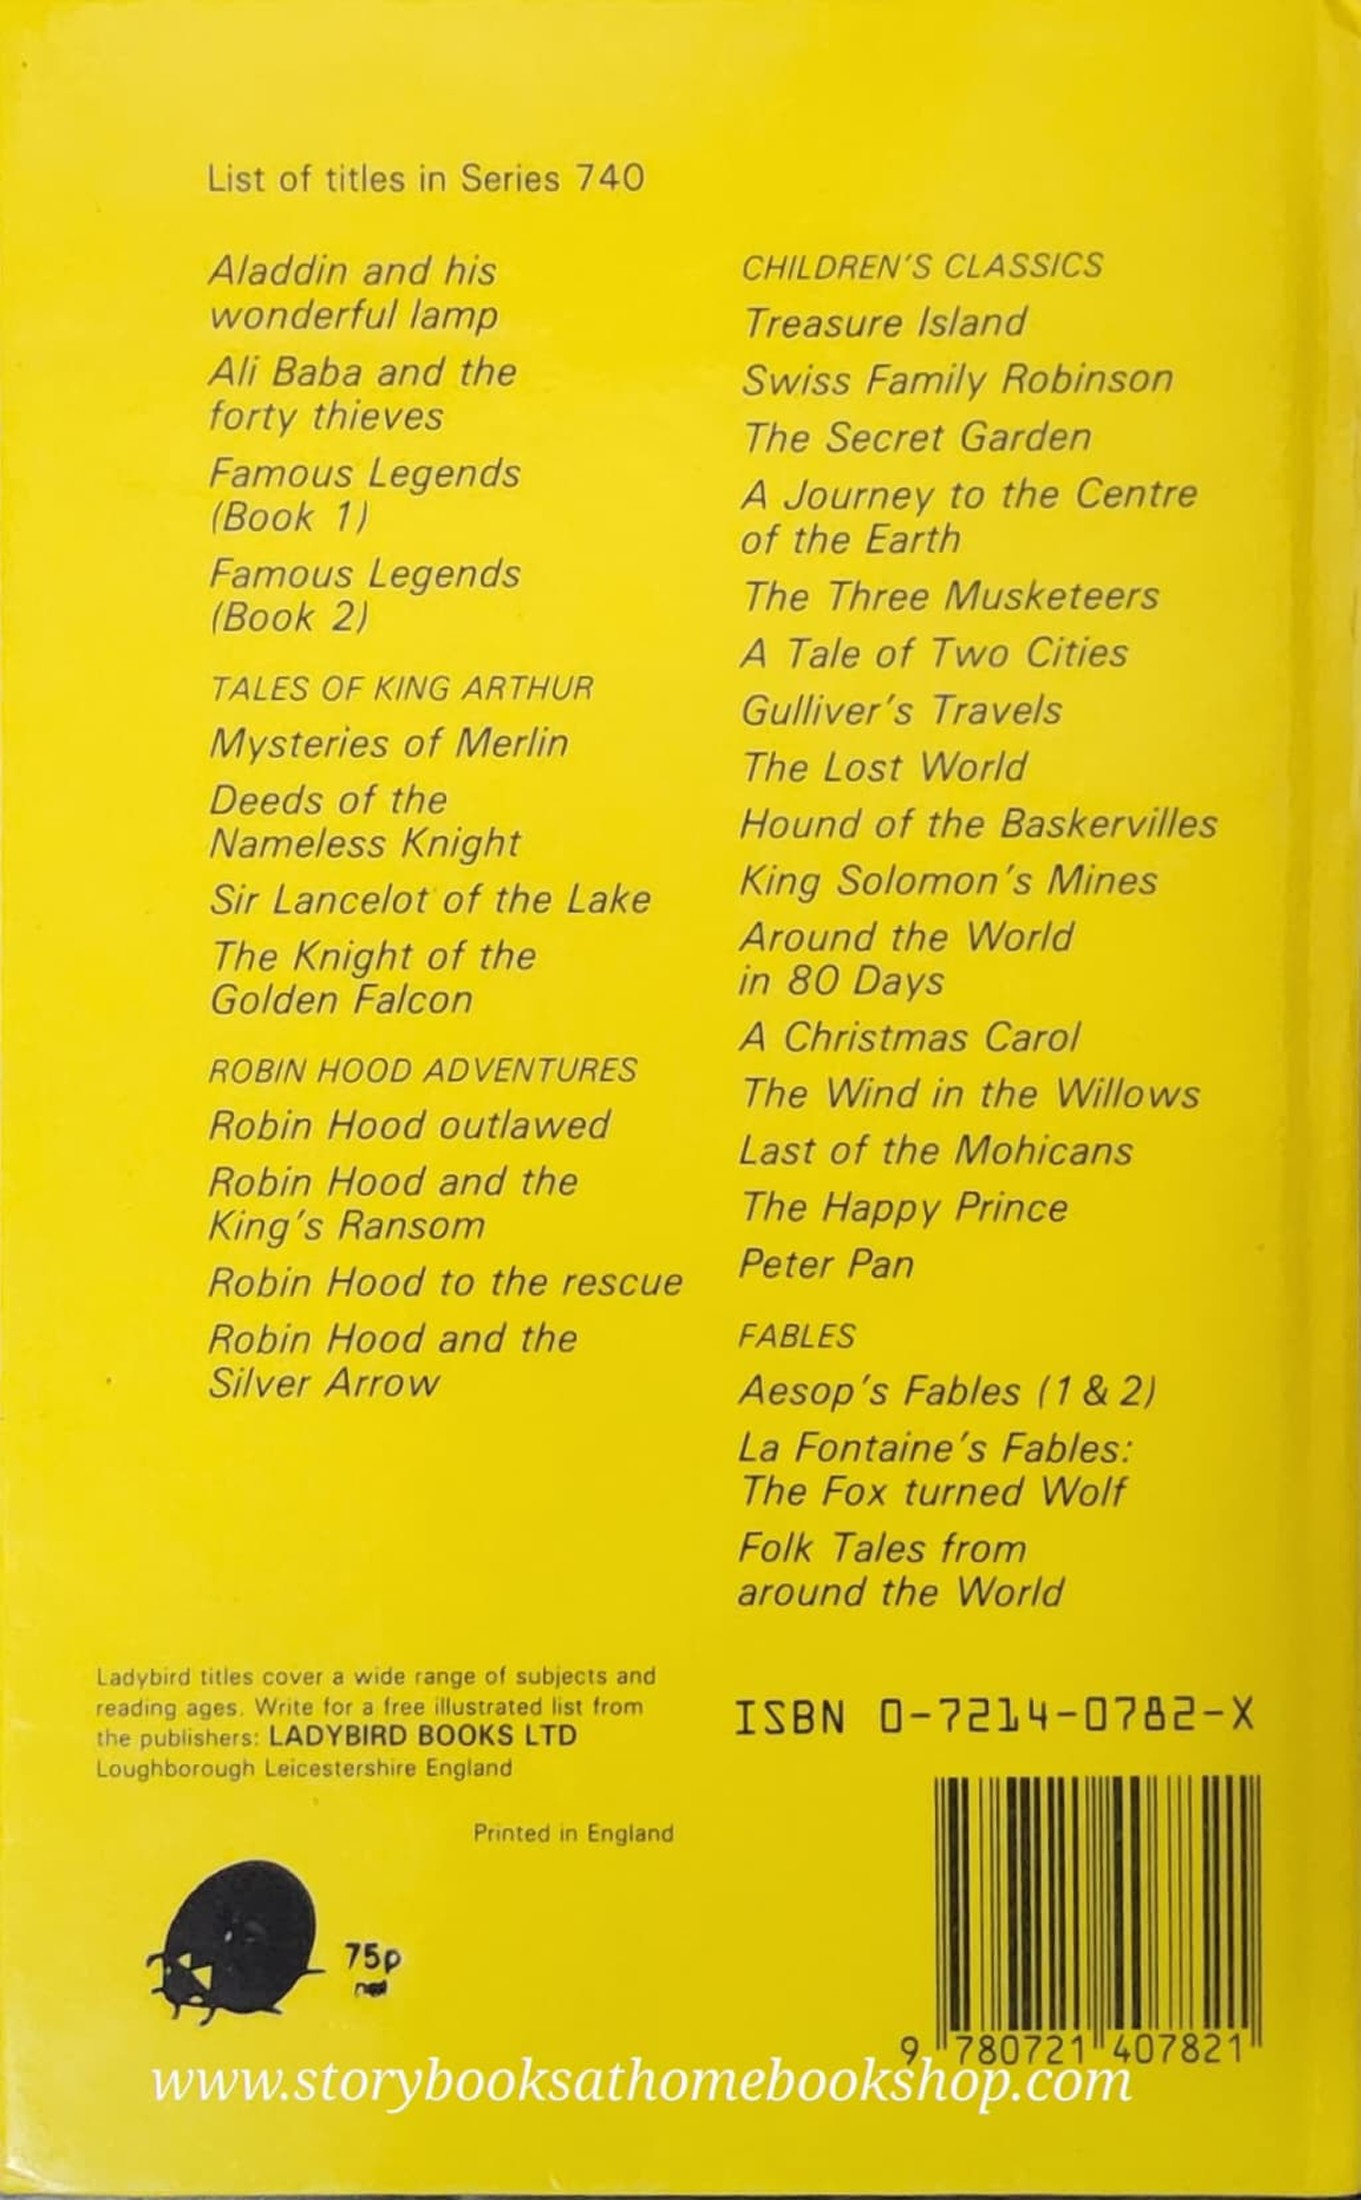 List of titles in Series 740
Aladdin and his
wonderful lamp
Ali Baba and the
forty thieves
Famous Legends
(Book 1)
Famous Legends
(Book 2)
TALES OF KING ARTHUR
Mysteries of Merlin
Deeds of the
Nameless Knight
Sir Lancelot of the Lake
The Knight of the
Golden Falcon
ROBIN HOOD ADVENTURES
Robin Hood outlawed
Robin Hood and the
King's Ransom
Robin Hood to the rescue
Robin Hood and the
Silver Arrow
CHILDREN'S CLASSICS
Treasure Island
Swiss Family Robinson
The Secret Garden
A Journey to the Centre
of the Earth
The Three Musketeers
A Tale of Two Cities
Gulliver's Travels
The Lost World
Hound of the Baskervilles
King Solomon's Mines
Around the World
in 80 Days
A Christmas Carol
The Wind in the Willows
Last of the Mohicans
The Happy Prince
Peter Pan
FABLES
Aesop's Fables (1 & 2)
La Fontaine's Fables:
The Fox turned Wolf
Folk Tales from
around the World
Ladybird titles cover a wide range of subjects and
reading ages. Write for a free illustrated list from
the publishers: LADYBIRD BOOKS LTD
Loughborough Leicestershire England
Printed in England
75p
net
ISBN 0-7214-0782-X
9 780721 407821
www.storybooksathomebookshop.com